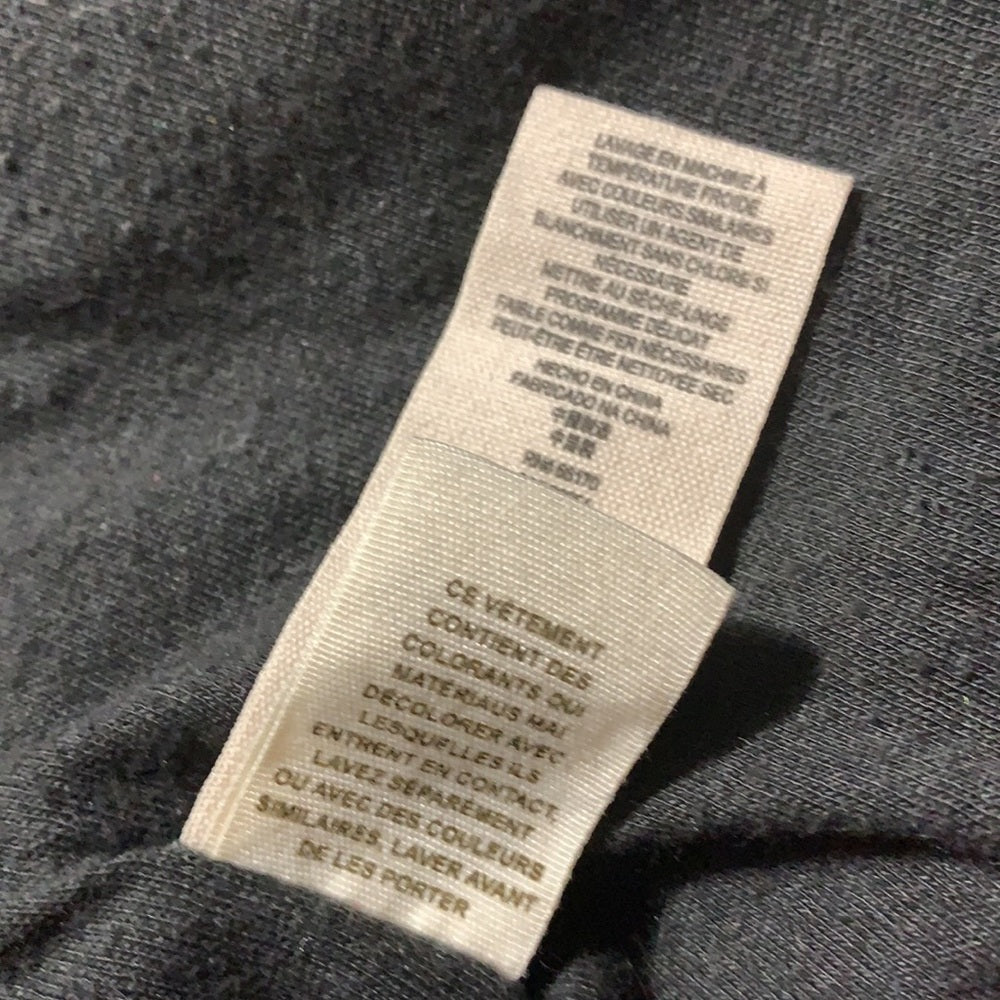 LAVAGE EN MACHINE À
TEMPÉRATURE FROIDE
AVEC COULEURS SIMILAIRES
UTILISER UN AGENT DE
BLANCHIMENT SANS CHLORE SI
NÉCESSAIRE
METTRE AU SÈCHE-LINGE
PROGRAMME DÉLICAT
FAIBLE COMME FER NÉCESSAIRES
PEUT-ÊTRE ÊTRE NETTOYÉE SEC
HECHO EN CHINA
FABRICADO NA CHINA
中國製造
中国製
CE VÊTEMENT
CONTIENT DES
COLORANTS QUI
MATERIAUS MAI
DÉCOLORER AVEC
LESQUELLES ILS
ENTRENT EN CONTACT.
LAVEZ SÉPARÉMENT
OU AVEC DES COULEURS
SIMILAIRES. LAVER AVANT
DE LES PORTER